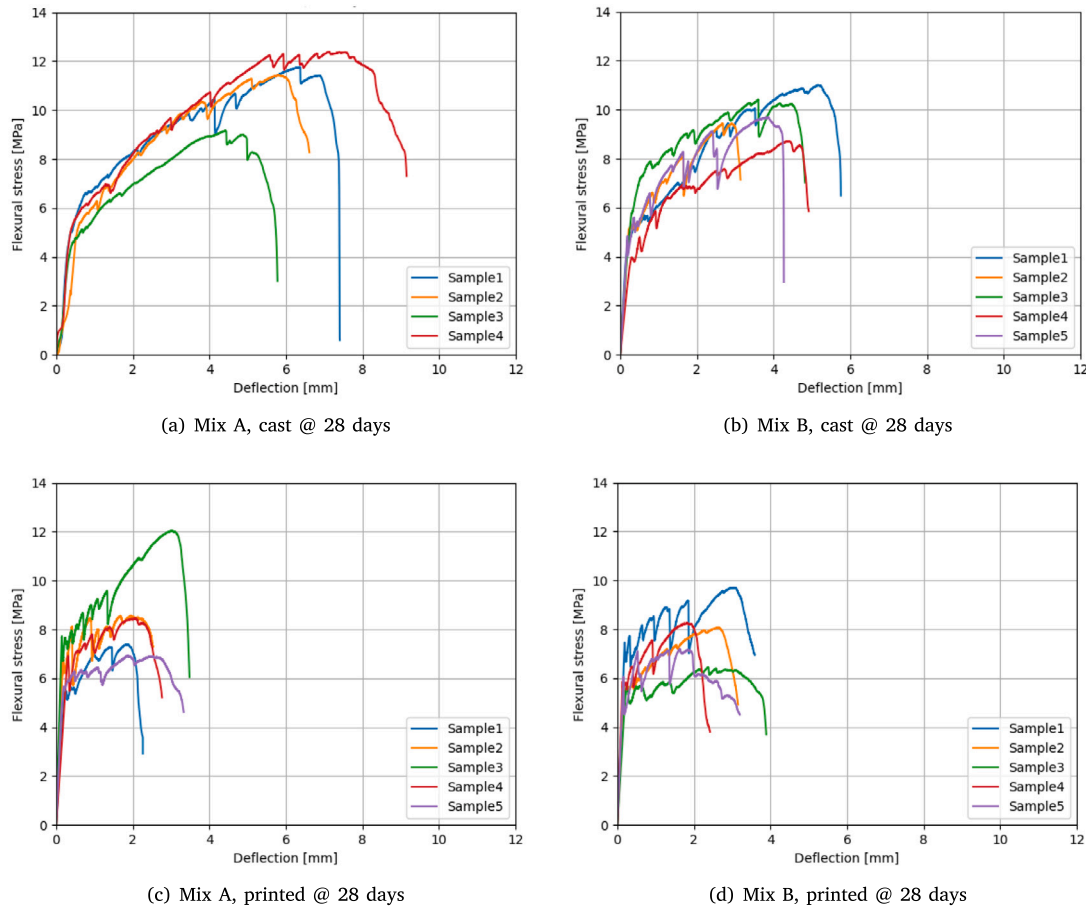 14
12
10
8
6
4
2
0
Flexural stress [MPa]
Sample1
Sample2
Sample3
Sample4
0 2 4 6 8 10 12
Deflection [mm]
(a) Mix A, cast @ 28 days
14
12
10
8
6
4
2
0
Flexural stress [MPa]
Sample1
Sample2
Sample3
Sample4
Sample5
0 2 4 6 8 10 12
Deflection [mm]
(b) Mix B, cast @ 28 days
14
12
10
8
6
4
2
0
Flexural stress [MPa]
Sample1
Sample2
Sample3
Sample4
Sample5
0 2 4 6 8 10 12
Deflection [mm]
(c) Mix A, printed @ 28 days
14
12
10
8
6
4
2
0
Flexural stress [MPa]
Sample1
Sample2
Sample3
Sample4
Sample5
0 2 4 6 8 10 12
Deflection [mm]
(d) Mix B, printed @ 28 days